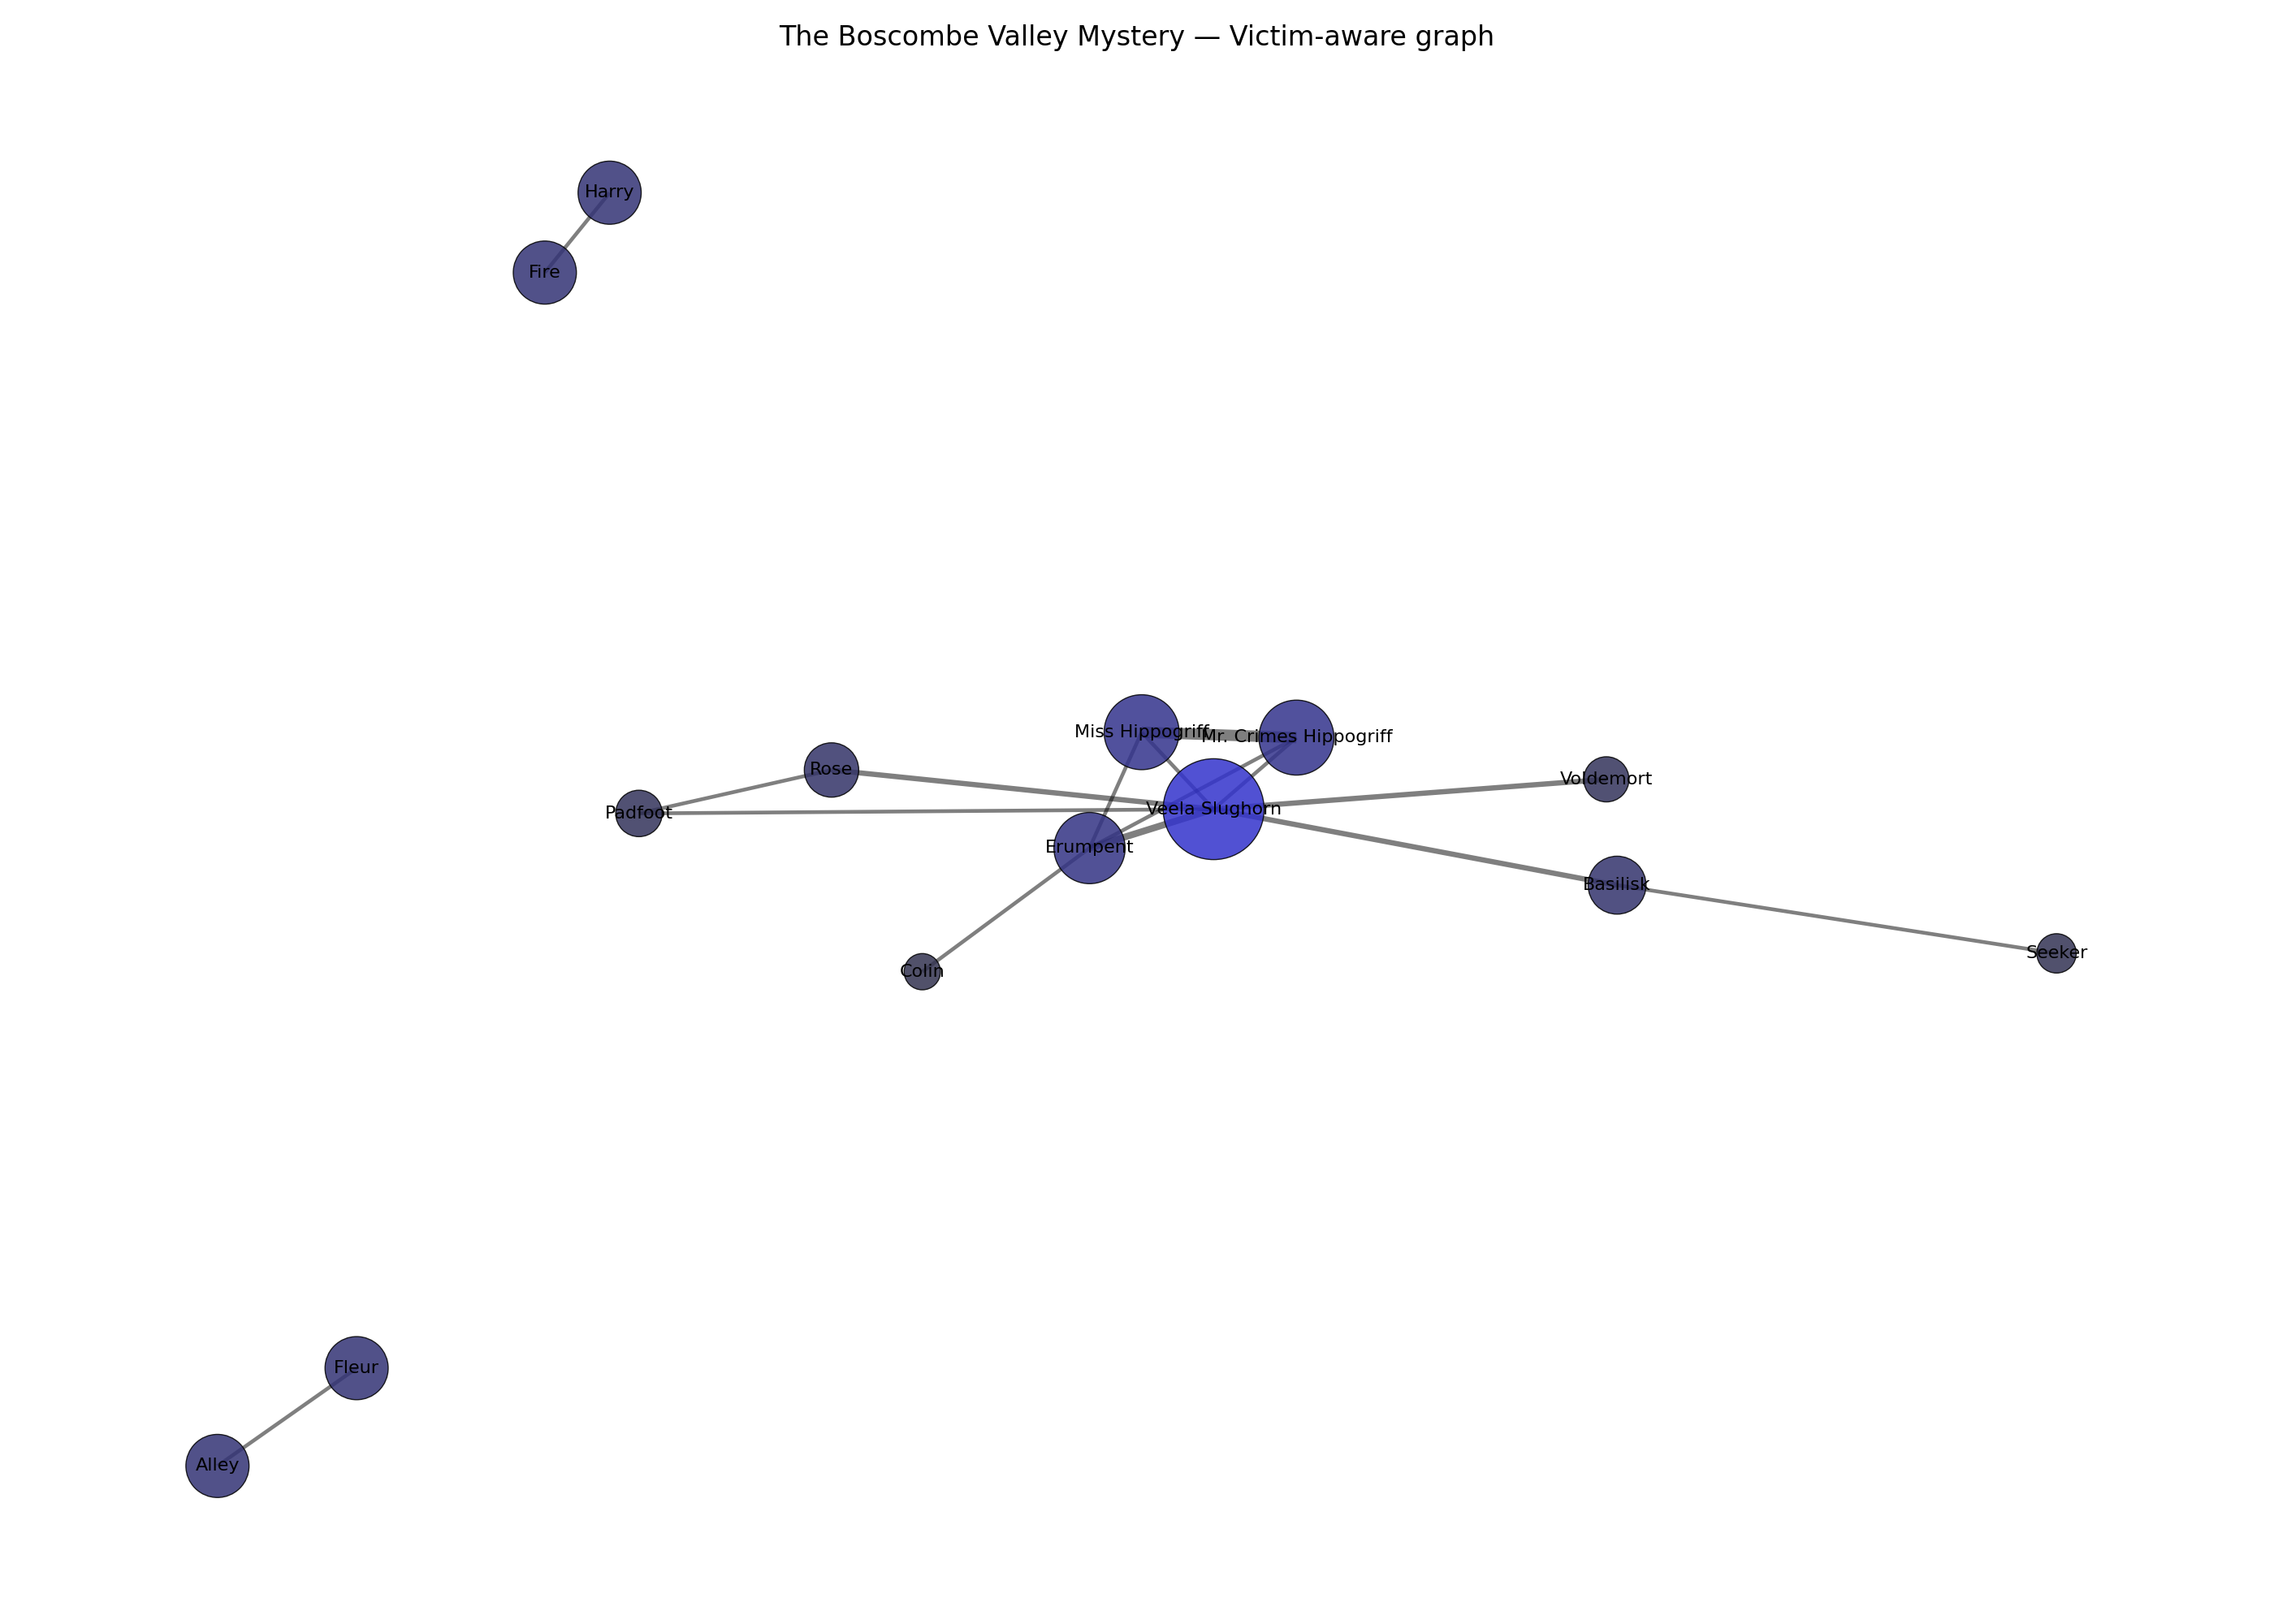 The Boscombe Valley Mystery — Victim-aware graph
Harry
Fire
Miss Hippogriff
Mr. Crimes Hippogriff
Rose
Voldemort
Padfoot
Veela Slughorn
Erumpent
Basilisk
Seeker
Colin
Fleur
Alley